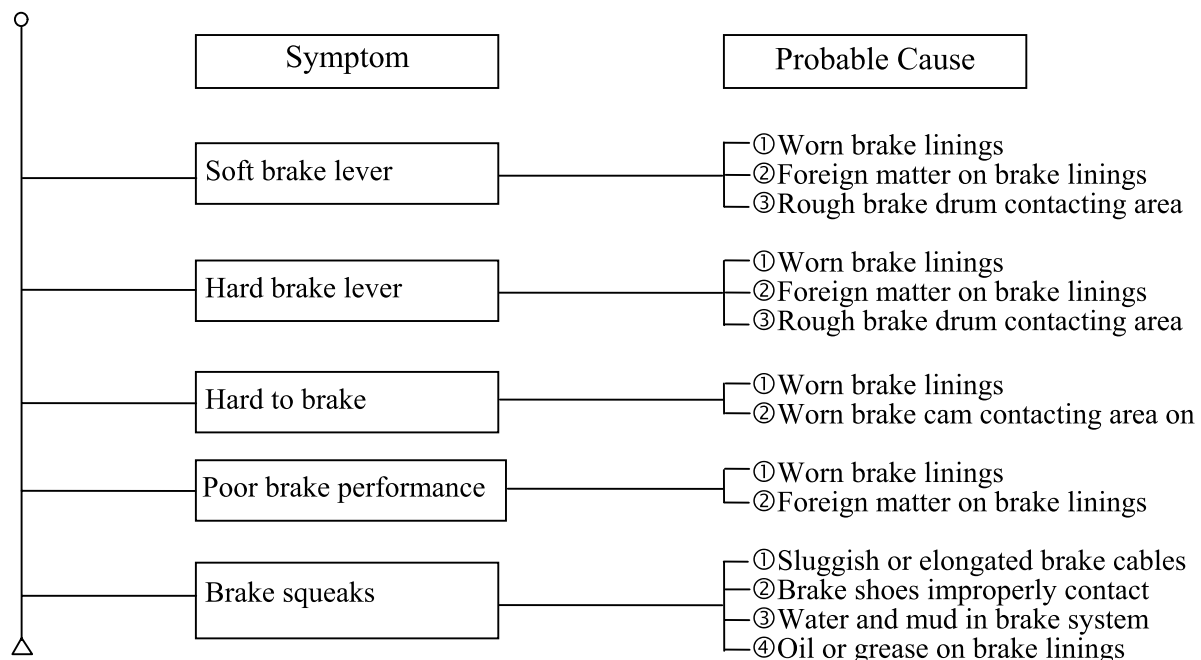 Symptom
Probable Cause
Soft brake lever
①Worn brake linings
②Foreign matter on brake linings
③Rough brake drum contacting area
Hard brake lever
①Worn brake linings
②Foreign matter on brake linings
③Rough brake drum contacting area
Hard to brake
①Worn brake linings
②Worn brake cam contacting area on
Poor brake performance
①Worn brake linings
②Foreign matter on brake linings
Brake squeaks
①Sluggish or elongated brake cables
②Brake shoes improperly contact
③Water and mud in brake system
④Oil or grease on brake linings